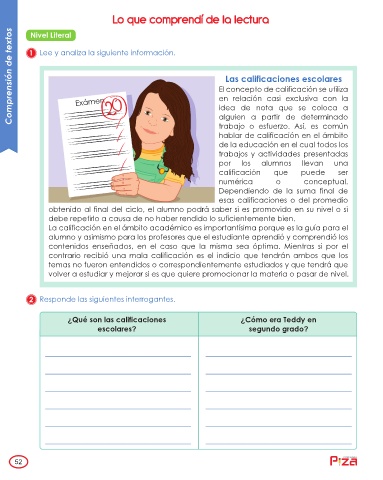 Lo que comprendí de la lectura
Comprensión de textos
Nivel Literal
1 Lee y analiza la siguiente información.
Examen
20
Las calificaciones escolares
El concepto de calificación se utiliza
en relación casi exclusiva con la
idea de nota que se coloca a
alguien a partir de determinado
trabajo o esfuerzo. Así, es común
hablar de calificación en el ámbito
de la educación en el cual todos los
trabajos y actividades presentadas
por los alumnos llevan una
calificación que puede ser
numérica o conceptual.
Dependiendo de la suma final de
esas calificaciones o del promedio
obtenido al final del ciclo, el alumno podrá saber si es promovido en su nivel o si
debe repetirlo a causa de no haber rendido lo suficientemente bien.
La calificación en el ámbito académico es importantísima porque es la guía para el
alumno y asimismo para los profesores que el estudiante aprendió y comprendió los
contenidos enseñados, en el caso que la misma sea óptima. Mientras si por el
contrario recibió una mala calificación es el indicio que tendrán ambos que los
temas no fueron entendidos o correspondientemente estudiados y que tendrá que
volver a estudiar y mejorar si es que quiere promocionar la materia o pasar de nivel.
2 Responde las siguientes interrogantes.
¿Qué son las calificaciones
escolares?
¿Cómo era Teddy en
segundo grado?
52